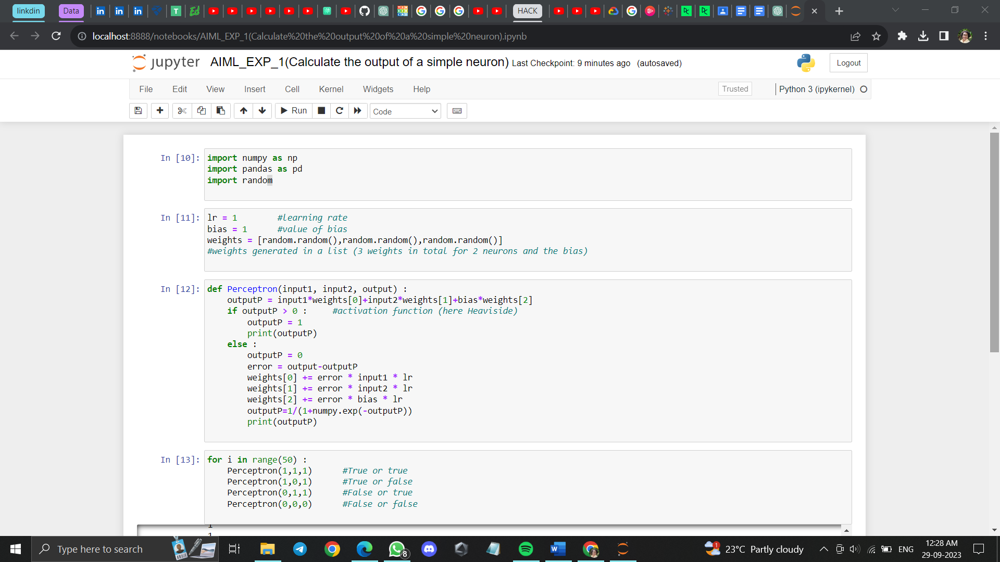 linkdin
Data
HACK
localhost:8888/notebooks/AIML_EXP_1(Calculate%20the%20output%20of%20a%20simple%20neuron).ipynb
jupyter AIML_EXP_1(Calculate the output of a simple neuron) Last Checkpoint: 9 minutes ago (autosaved)
Logout
File Edit View Insert Cell Kernel Widgets Help
Trusted
Python 3 (ipykernel)
Run
Code
In [10]: import numpy as np
import pandas as pd
import random
In [11]: lr = 1 #learning rate
bias = 1 #value of bias
weights = [random.random(),random.random(),random.random()]
#weights generated in a list (3 weights in total for 2 neurons and the bias)
In [12]: def Perceptron(input1, input2, output) :
outputP = input1*weights[0]+input2*weights[1]+bias*weights[2]
if outputP > 0 : #activation function (here Heaviside)
outputP = 1
print(outputP)
else :
outputP = 0
error = output-outputP
weights[0] += error * input1 * lr
weights[1] += error * input2 * lr
weights[2] += error * bias * lr
outputP=1/(1+numpy.exp(-outputP))
print(outputP)
In [13]: for i in range(50) :
Perceptron(1,1,1) #True or true
Perceptron(1,0,1) #True or false
Perceptron(0,1,1) #False or true
Perceptron(0,0,0) #False or false
1
1
Type here to search
8
1
23°C Partly cloudy
ENG
12:28 AM
29-09-2023